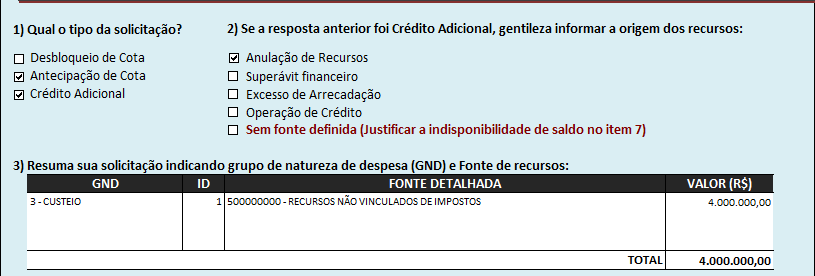 1) Qual o tipo da solicitação?
2) Se a resposta anterior foi Crédito Adicional, gentileza informar a origem dos recursos:
Desbloqueio de Cota
Antecipação de Cota
Crédito Adicional
Anulação de Recursos
Superávit financeiro
Excesso de Arrecadação
Operação de Crédito
Sem fonte definida (Justificar a indisponibilidade de saldo no item 7)
3) Resuma sua solicitação indicando grupo de natureza de despesa (GND) e Fonte de recursos:
GND ID FONTE DETALHADA VALOR (R$)
3 - CUSTEIO 1 500000000 - RECURSOS NÃO VINCULADOS DE IMPOSTOS 4.000.000,00
TOTAL 4.000.000,00